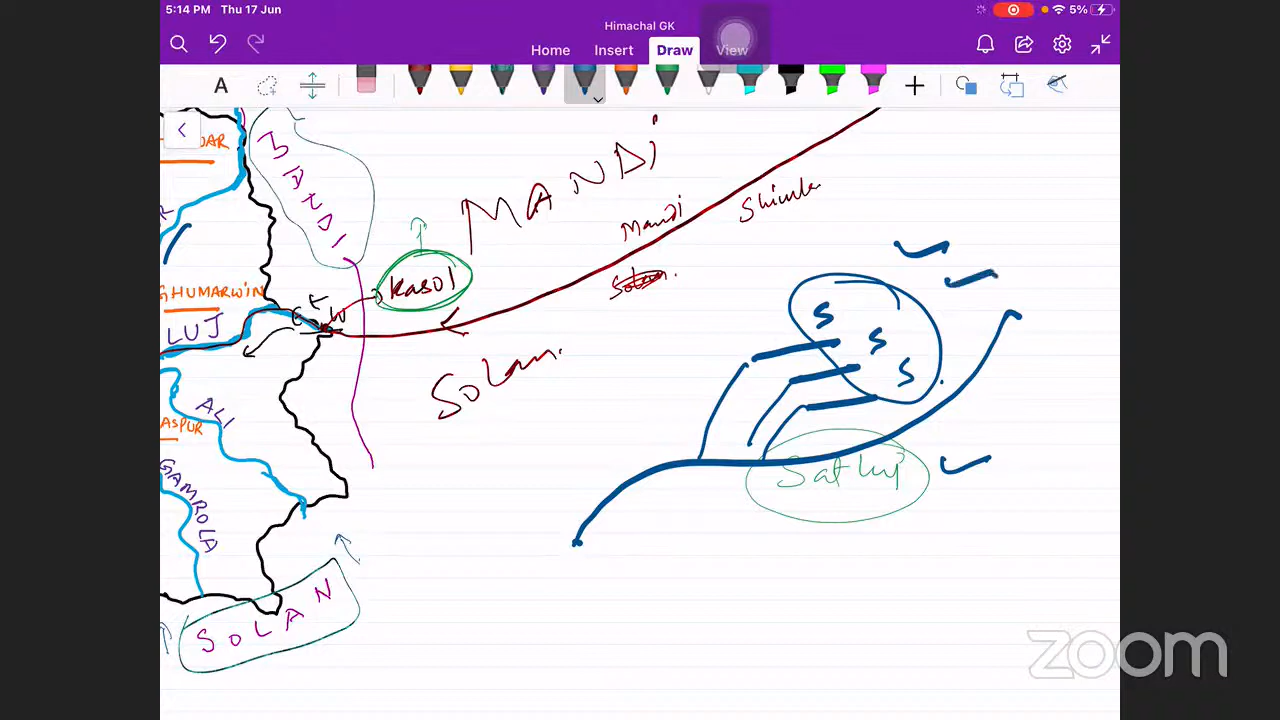 5:14 PM Thu 17 Jun
5%
Himachal GK
Home Insert Draw View
A
DAR
MANDI
MANDI
Mandi
Shimla
Kasol
Solan
GHUMARWIN
LUJ
Solan
S
S
S
ALI
ASPUR
Satluj
GAMROLA
SOLAN
zoom